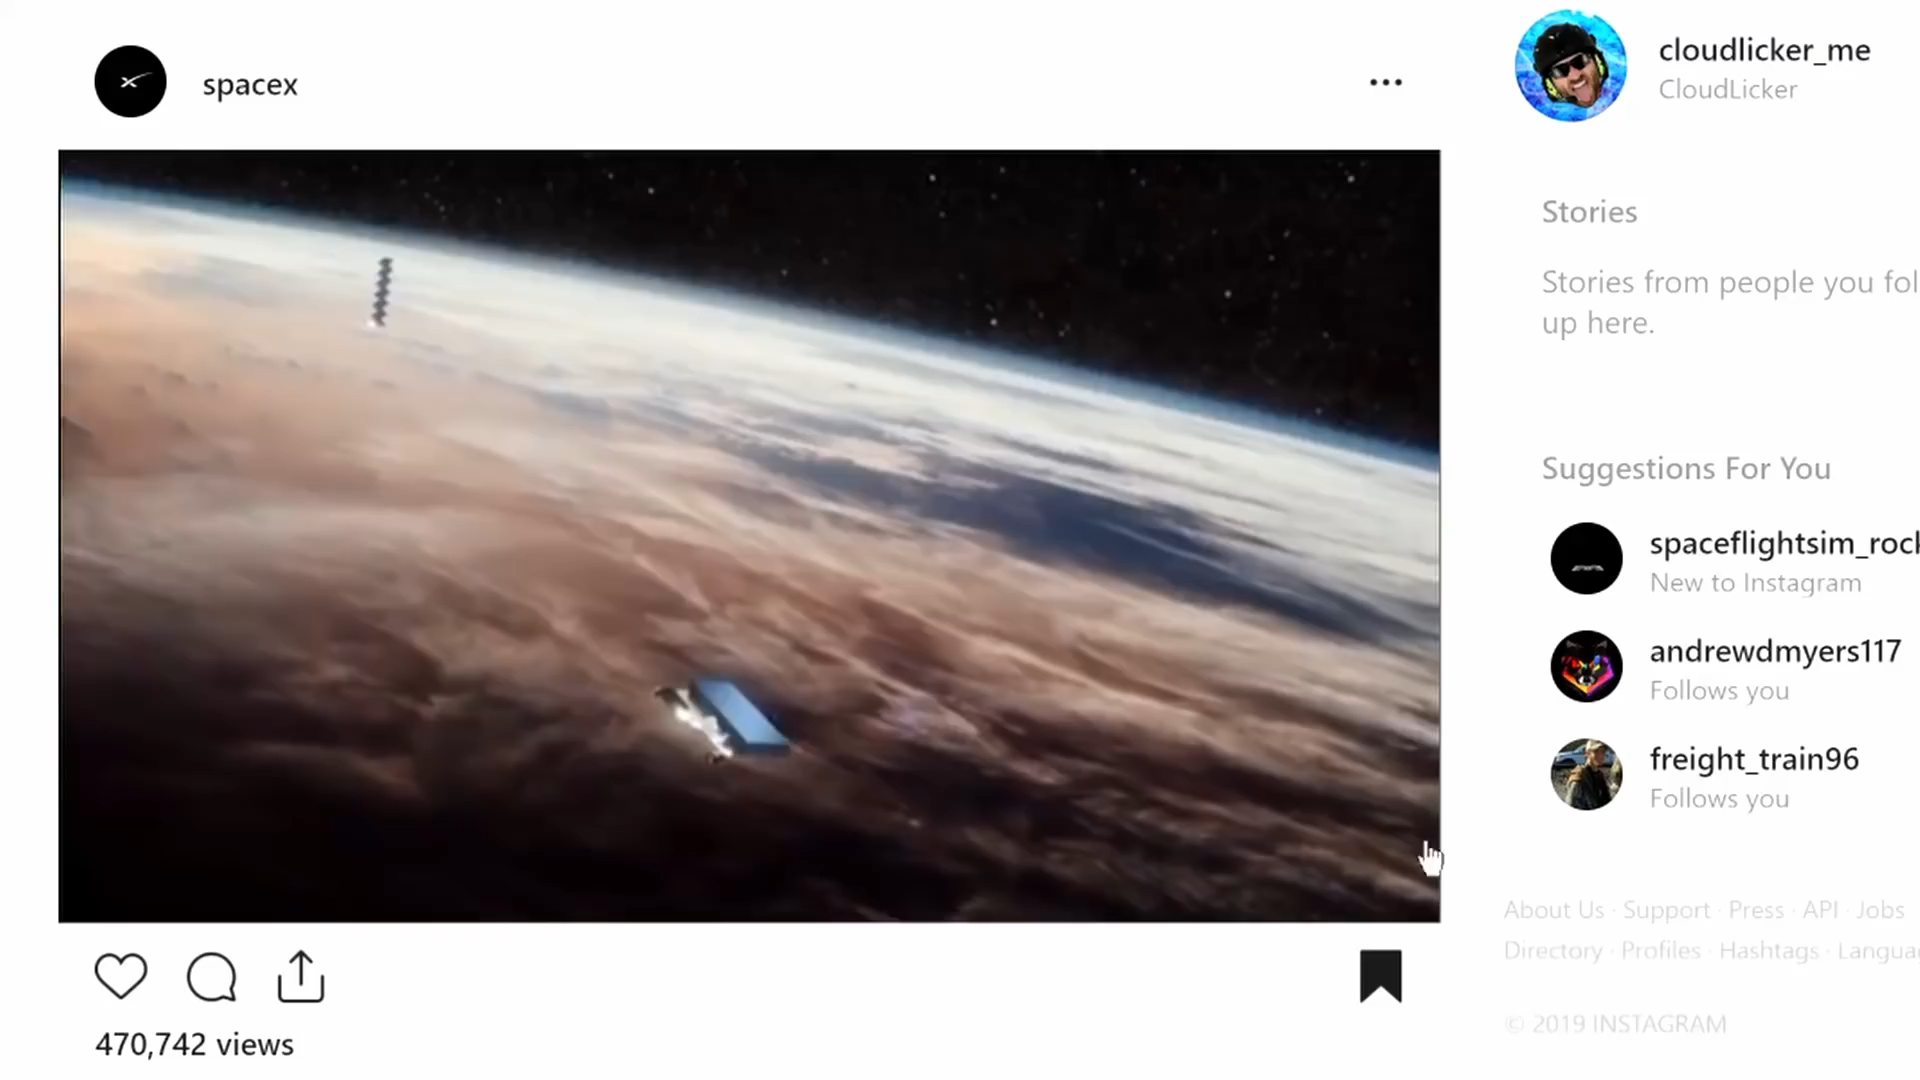 spacex
470,742 views
cloudlicker_me
CloudLicker
Stories
Stories from people you fol
up here.
Suggestions For You
spaceflightsim_rock
New to Instagram
andrewdmyers117
Follows you
freight_train96
Follows you
About Us · Support · Press · API · Jobs
Directory · Profiles · Hashtags · Langua
© 2019 INSTAGRAM